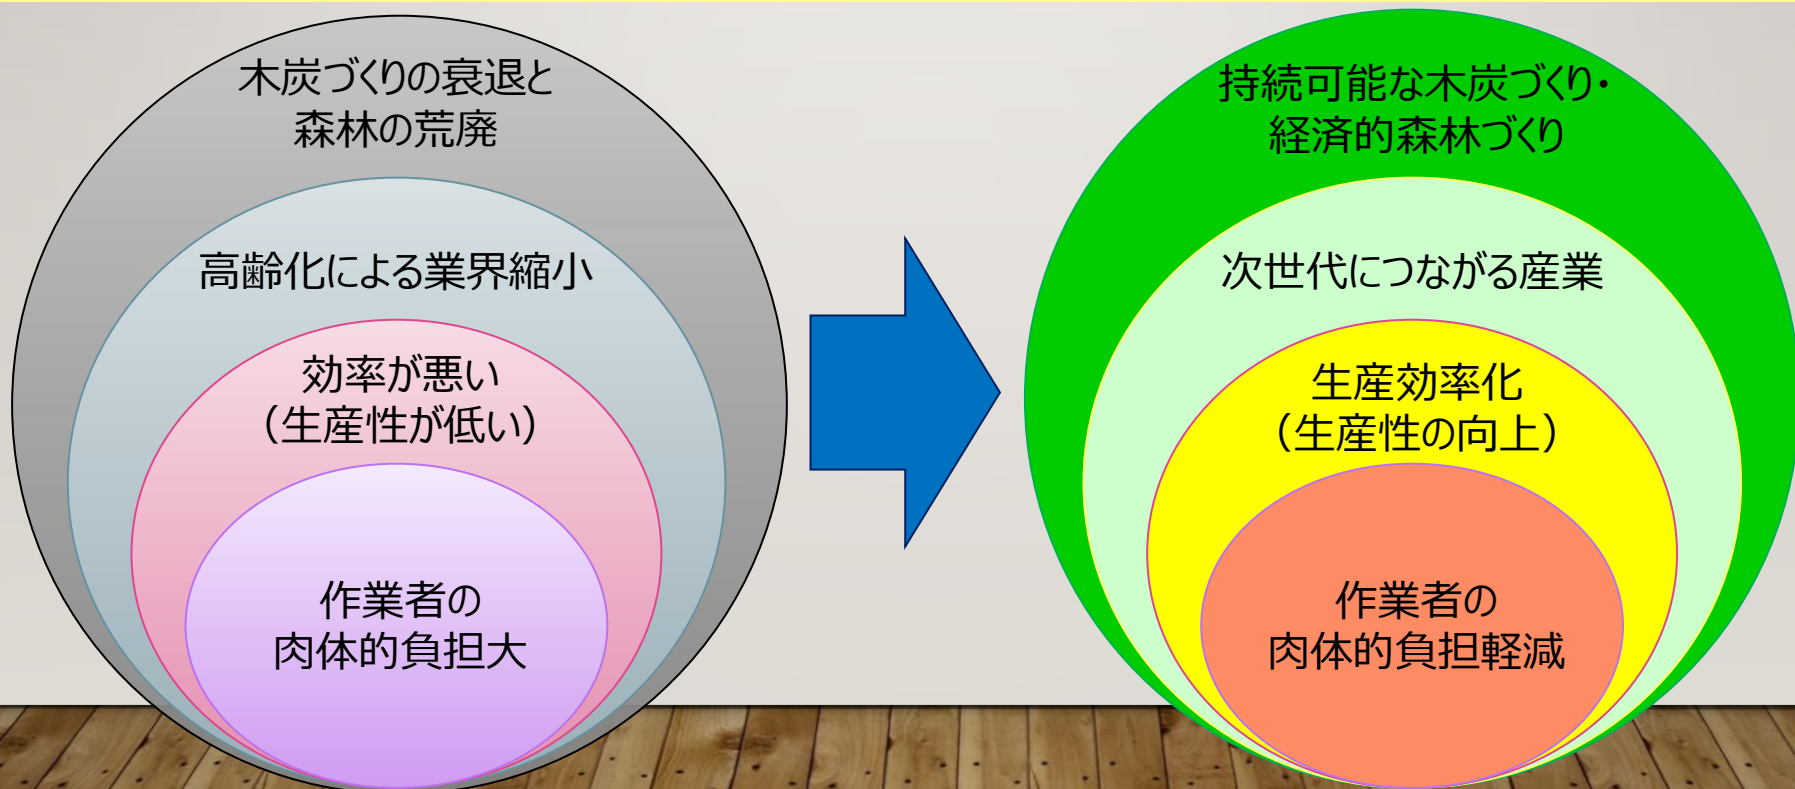 木炭づくりの衰退と
森林の荒廃
高齢化による業界縮小
効率が悪い
（生産性が低い）
作業者の
肉体的負担大
持続可能な木炭づくり・
経済的森林づくり
次世代につながる産業
生産効率化
（生産性の向上）
作業者の
肉体的負担軽減